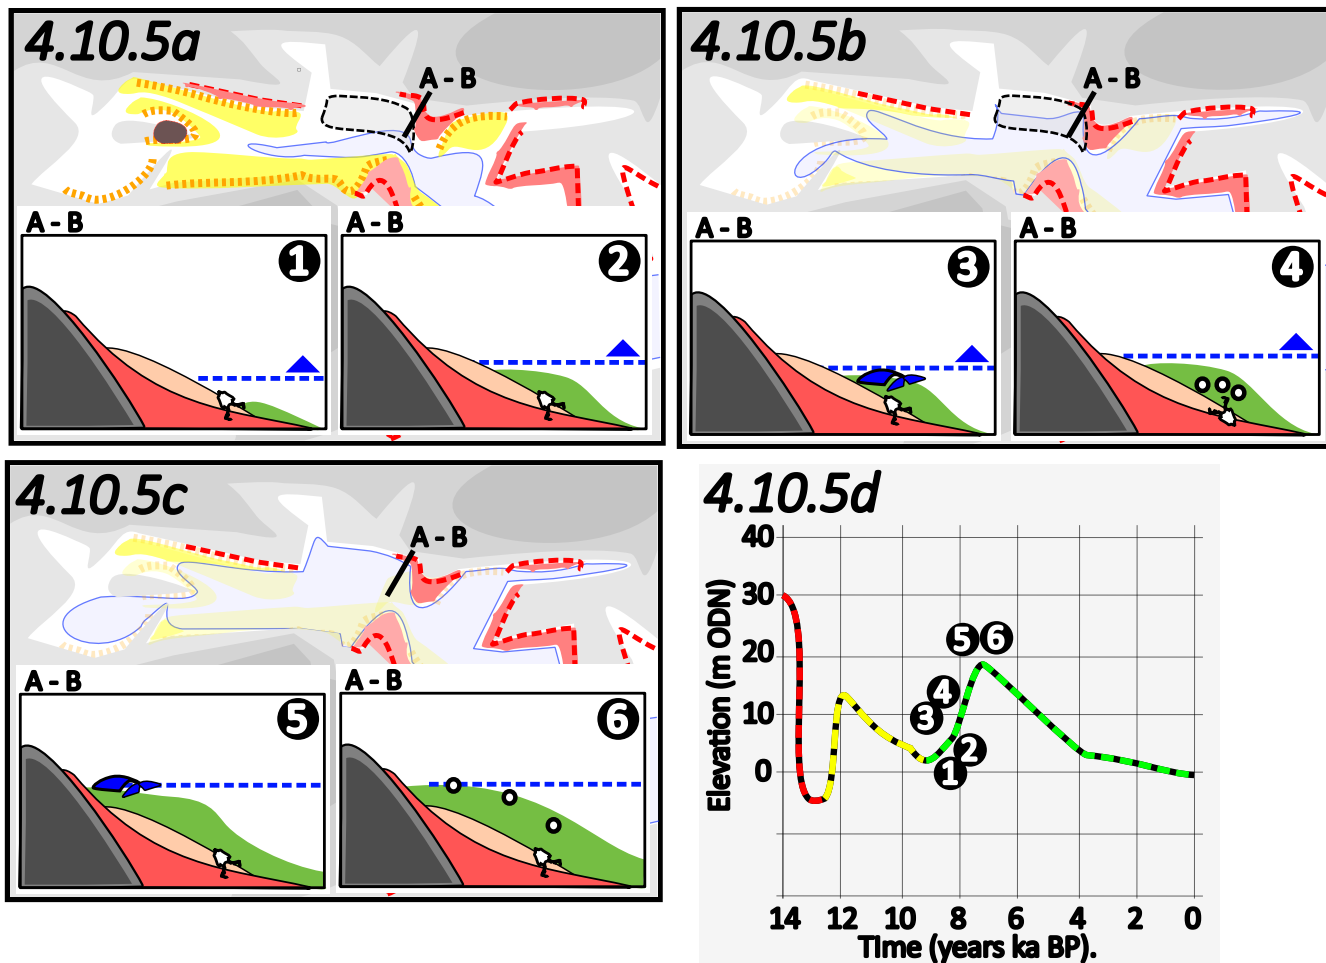 4.10.5a
A - B
A - B
1
A - B
2
4.10.5b
A - B
A - B
3
A - B
4
4.10.5c
A - B
A - B
5
A - B
6
4.10.5d
Elevation (m ODN)
40
30
20
10
0
5 6
4
3
2
1
14 12 10 8 6 4 2 0
Time (years ka BP).